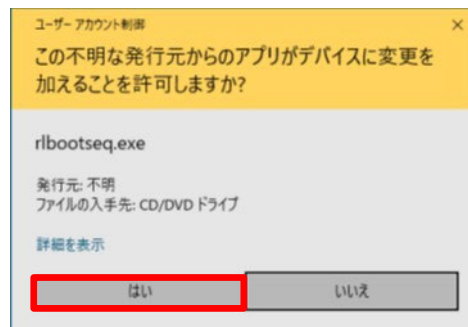 ユーザー アカウント制御
この不明な発行元からのアプリがデバイスに変更を
加えることを許可しますか?
rlbootseq.exe
発行元: 不明
ファイルの入手先: CD/DVD ドライブ
詳細を表示
はい
いいえ